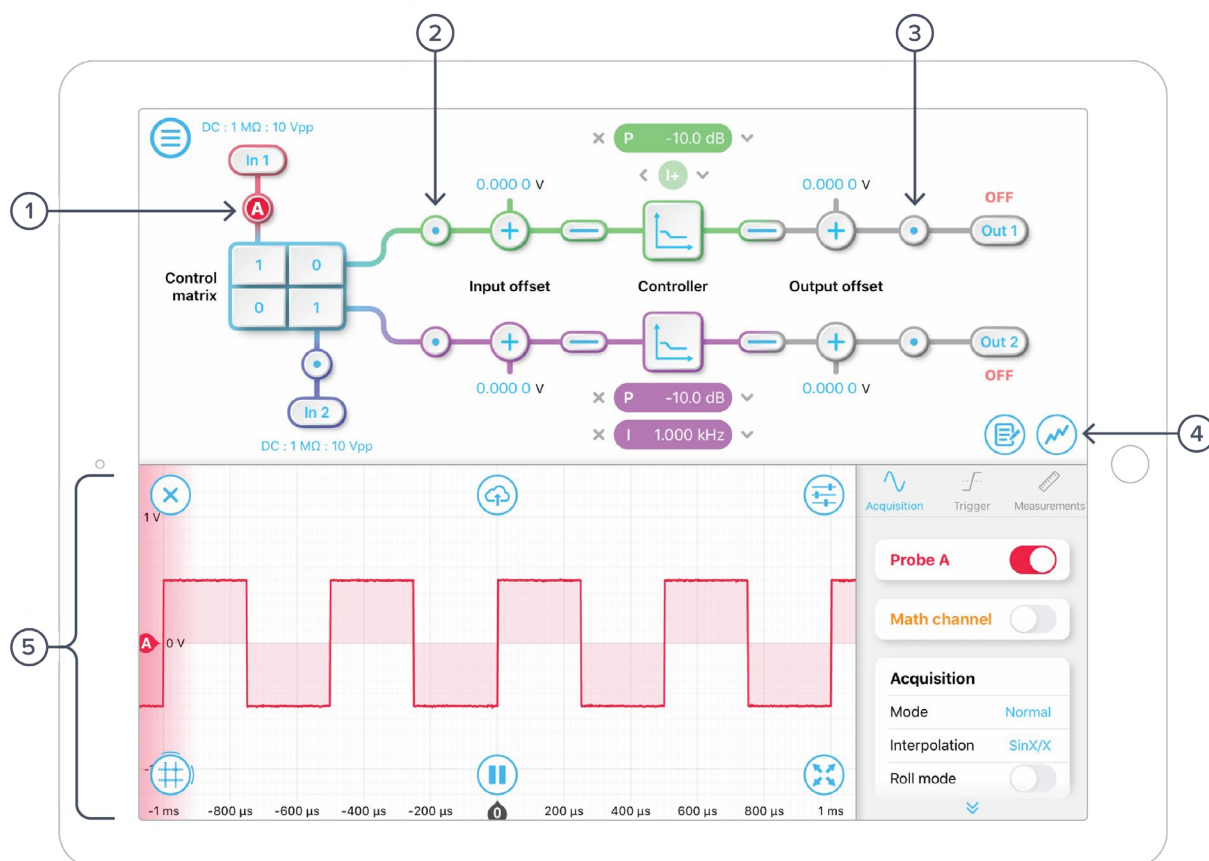 2
3
DC : 1 MΩ : 10 Vpp
In 1
P -10.0 dB
I+
0.000 0 V
0.000 0 V
OFF
1
A
Out 1
Control
matrix
1 0
0 1
Input offset
Controller
Output offset
Out 2
0.000 0 V
0.000 0 V
OFF
In 2
P -10.0 dB
I 1.000 kHz
DC : 1 MΩ : 10 Vpp
4
Acquisition Trigger Measurements
1 V
Probe A
Math channel
5
A
0 V
Acquisition
Mode Normal
Interpolation SinX/X
Roll mode
-1 ms -800 µs -600 µs -400 µs -200 µs 0 200 µs 400 µs 600 µs 800 µs 1 ms